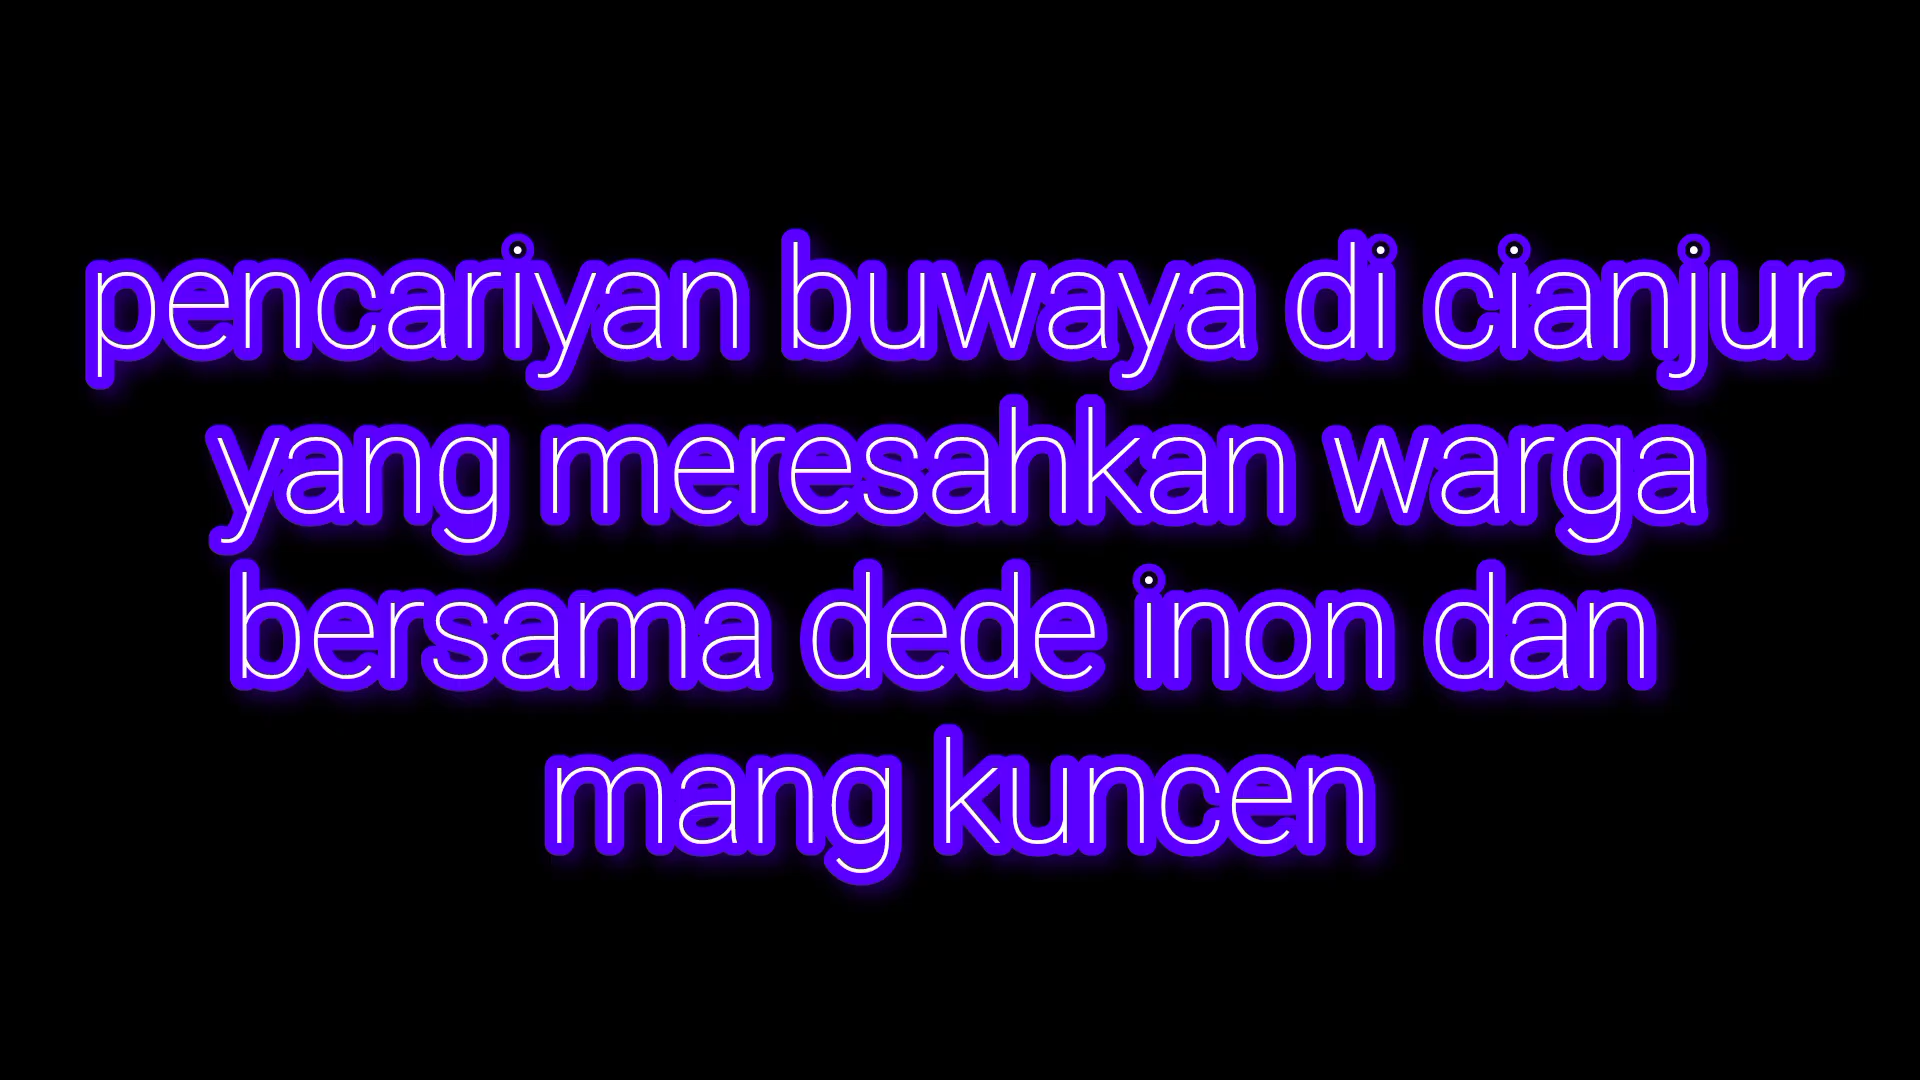 pencariyan buwaya di cianjur
yang meresahkan warga
bersama dede inon dan
mang kuncen